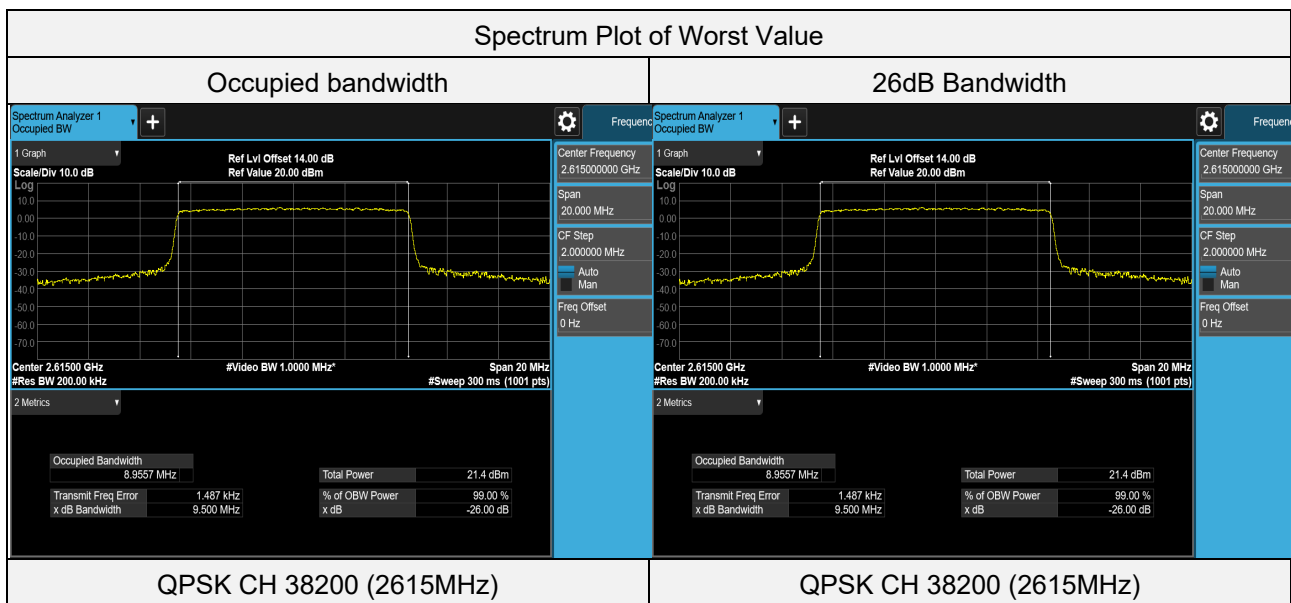 Spectrum Plot of Worst Value
Occupied bandwidth
26dB Bandwidth
Spectrum Analyzer 1
Occupied BW
+
Frequenc
1 Graph
Scale/Div 10.0 dB
Ref Lvl Offset 14.00 dB
Ref Value 20.00 dBm
Log
10.0
0.00
-10.0
-20.0
-30.0
-40.0
-50.0
-60.0
-70.0
Center 2.61500 GHz
#Res BW 200.00 kHz
#Video BW 1.0000 MHz*
Span 20 MHz
#Sweep 300 ms (1001 pts)
Center Frequency
2.615000000 GHz
Span
20.000 MHz
CF Step
2.000000 MHz
Auto
Man
Freq Offset
0 Hz
2 Metrics
Occupied Bandwidth
8.9557 MHz
Transmit Freq Error 1.487 kHz
x dB Bandwidth 9.500 MHz
Total Power 21.4 dBm
% of OBW Power 99.00 %
x dB -26.00 dB
Spectrum Analyzer 1
Occupied BW
+
Frequen
1 Graph
Scale/Div 10.0 dB
Ref Lvl Offset 14.00 dB
Ref Value 20.00 dBm
Log
10.0
0.00
-10.0
-20.0
-30.0
-40.0
-50.0
-60.0
-70.0
Center 2.61500 GHz
#Res BW 200.00 kHz
#Video BW 1.0000 MHz*
Span 20 MHz
#Sweep 300 ms (1001 pts)
Center Frequency
2.615000000 GHz
Span
20.000 MHz
CF Step
2.000000 MHz
Auto
Man
Freq Offset
0 Hz
2 Metrics
Occupied Bandwidth
8.9557 MHz
Transmit Freq Error 1.487 kHz
x dB Bandwidth 9.500 MHz
Total Power 21.4 dBm
% of OBW Power 99.00 %
x dB -26.00 dB
QPSK CH 38200 (2615MHz)
QPSK CH 38200 (2615MHz)